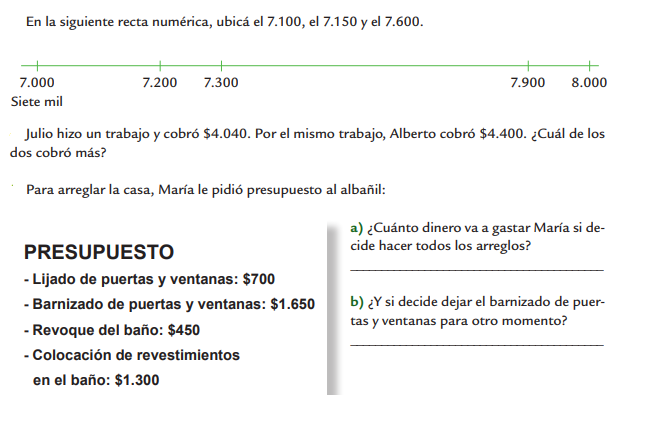 En la siguiente recta numérica, ubicá el 7.100, el 7.150 y el 7.600.
7.000 7.200 7.300 7.900 8.000
Siete mil
Julio hizo un trabajo y cobró $4.040. Por el mismo trabajo, Alberto cobró $4.400. ¿Cuál de los
dos cobró más?
Para arreglar la casa, María le pidió presupuesto al albañil:
PRESUPUESTO
- Lijado de puertas y ventanas: $700
- Barnizado de puertas y ventanas: $1.650
- Revoque del baño: $450
- Colocación de revestimientos
en el baño: $1.300
a) ¿Cuánto dinero va a gastar María si de-
cide hacer todos los arreglos?
b) ¿Y si decide dejar el barnizado de puer-
tas y ventanas para otro momento?